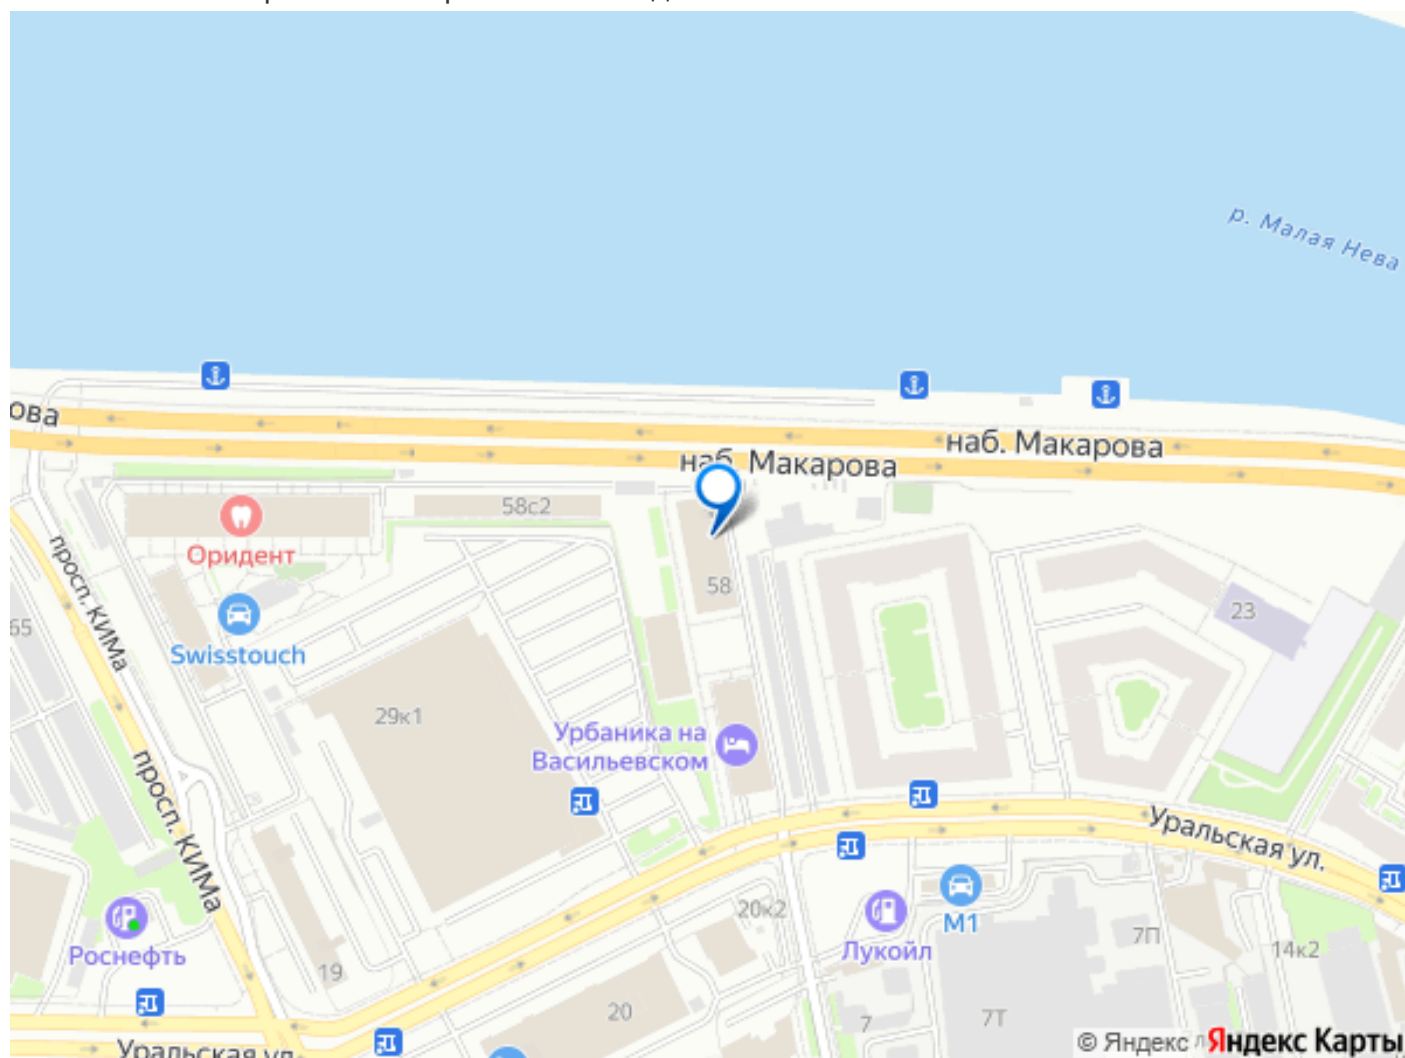 р. Малая Нева
ова
наб. Макарова
наб. Макарова
58с2
Оридент
просп. КИМа
58
23
65
Swisstouch
29к1
Урбаника на
Васильевском
просп. КИМа
Уральская ул.
20к2
М1
Роснефть
Лукойл
7П
14к2
19
20
7
7Т
© Яндекс
Яндекс Карты
Уральская ул.